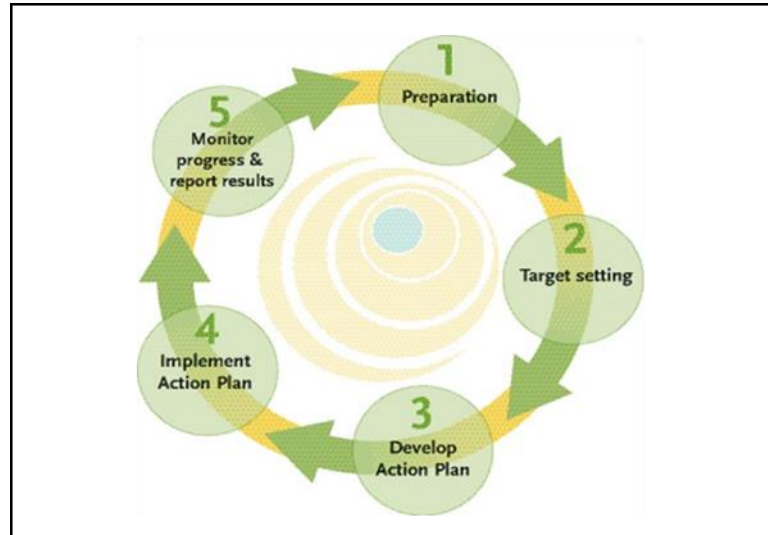 1
Preparation
2
Target setting
3
Develop
Action Plan
4
Implement
Action Plan
5
Monitor
progress &
report results